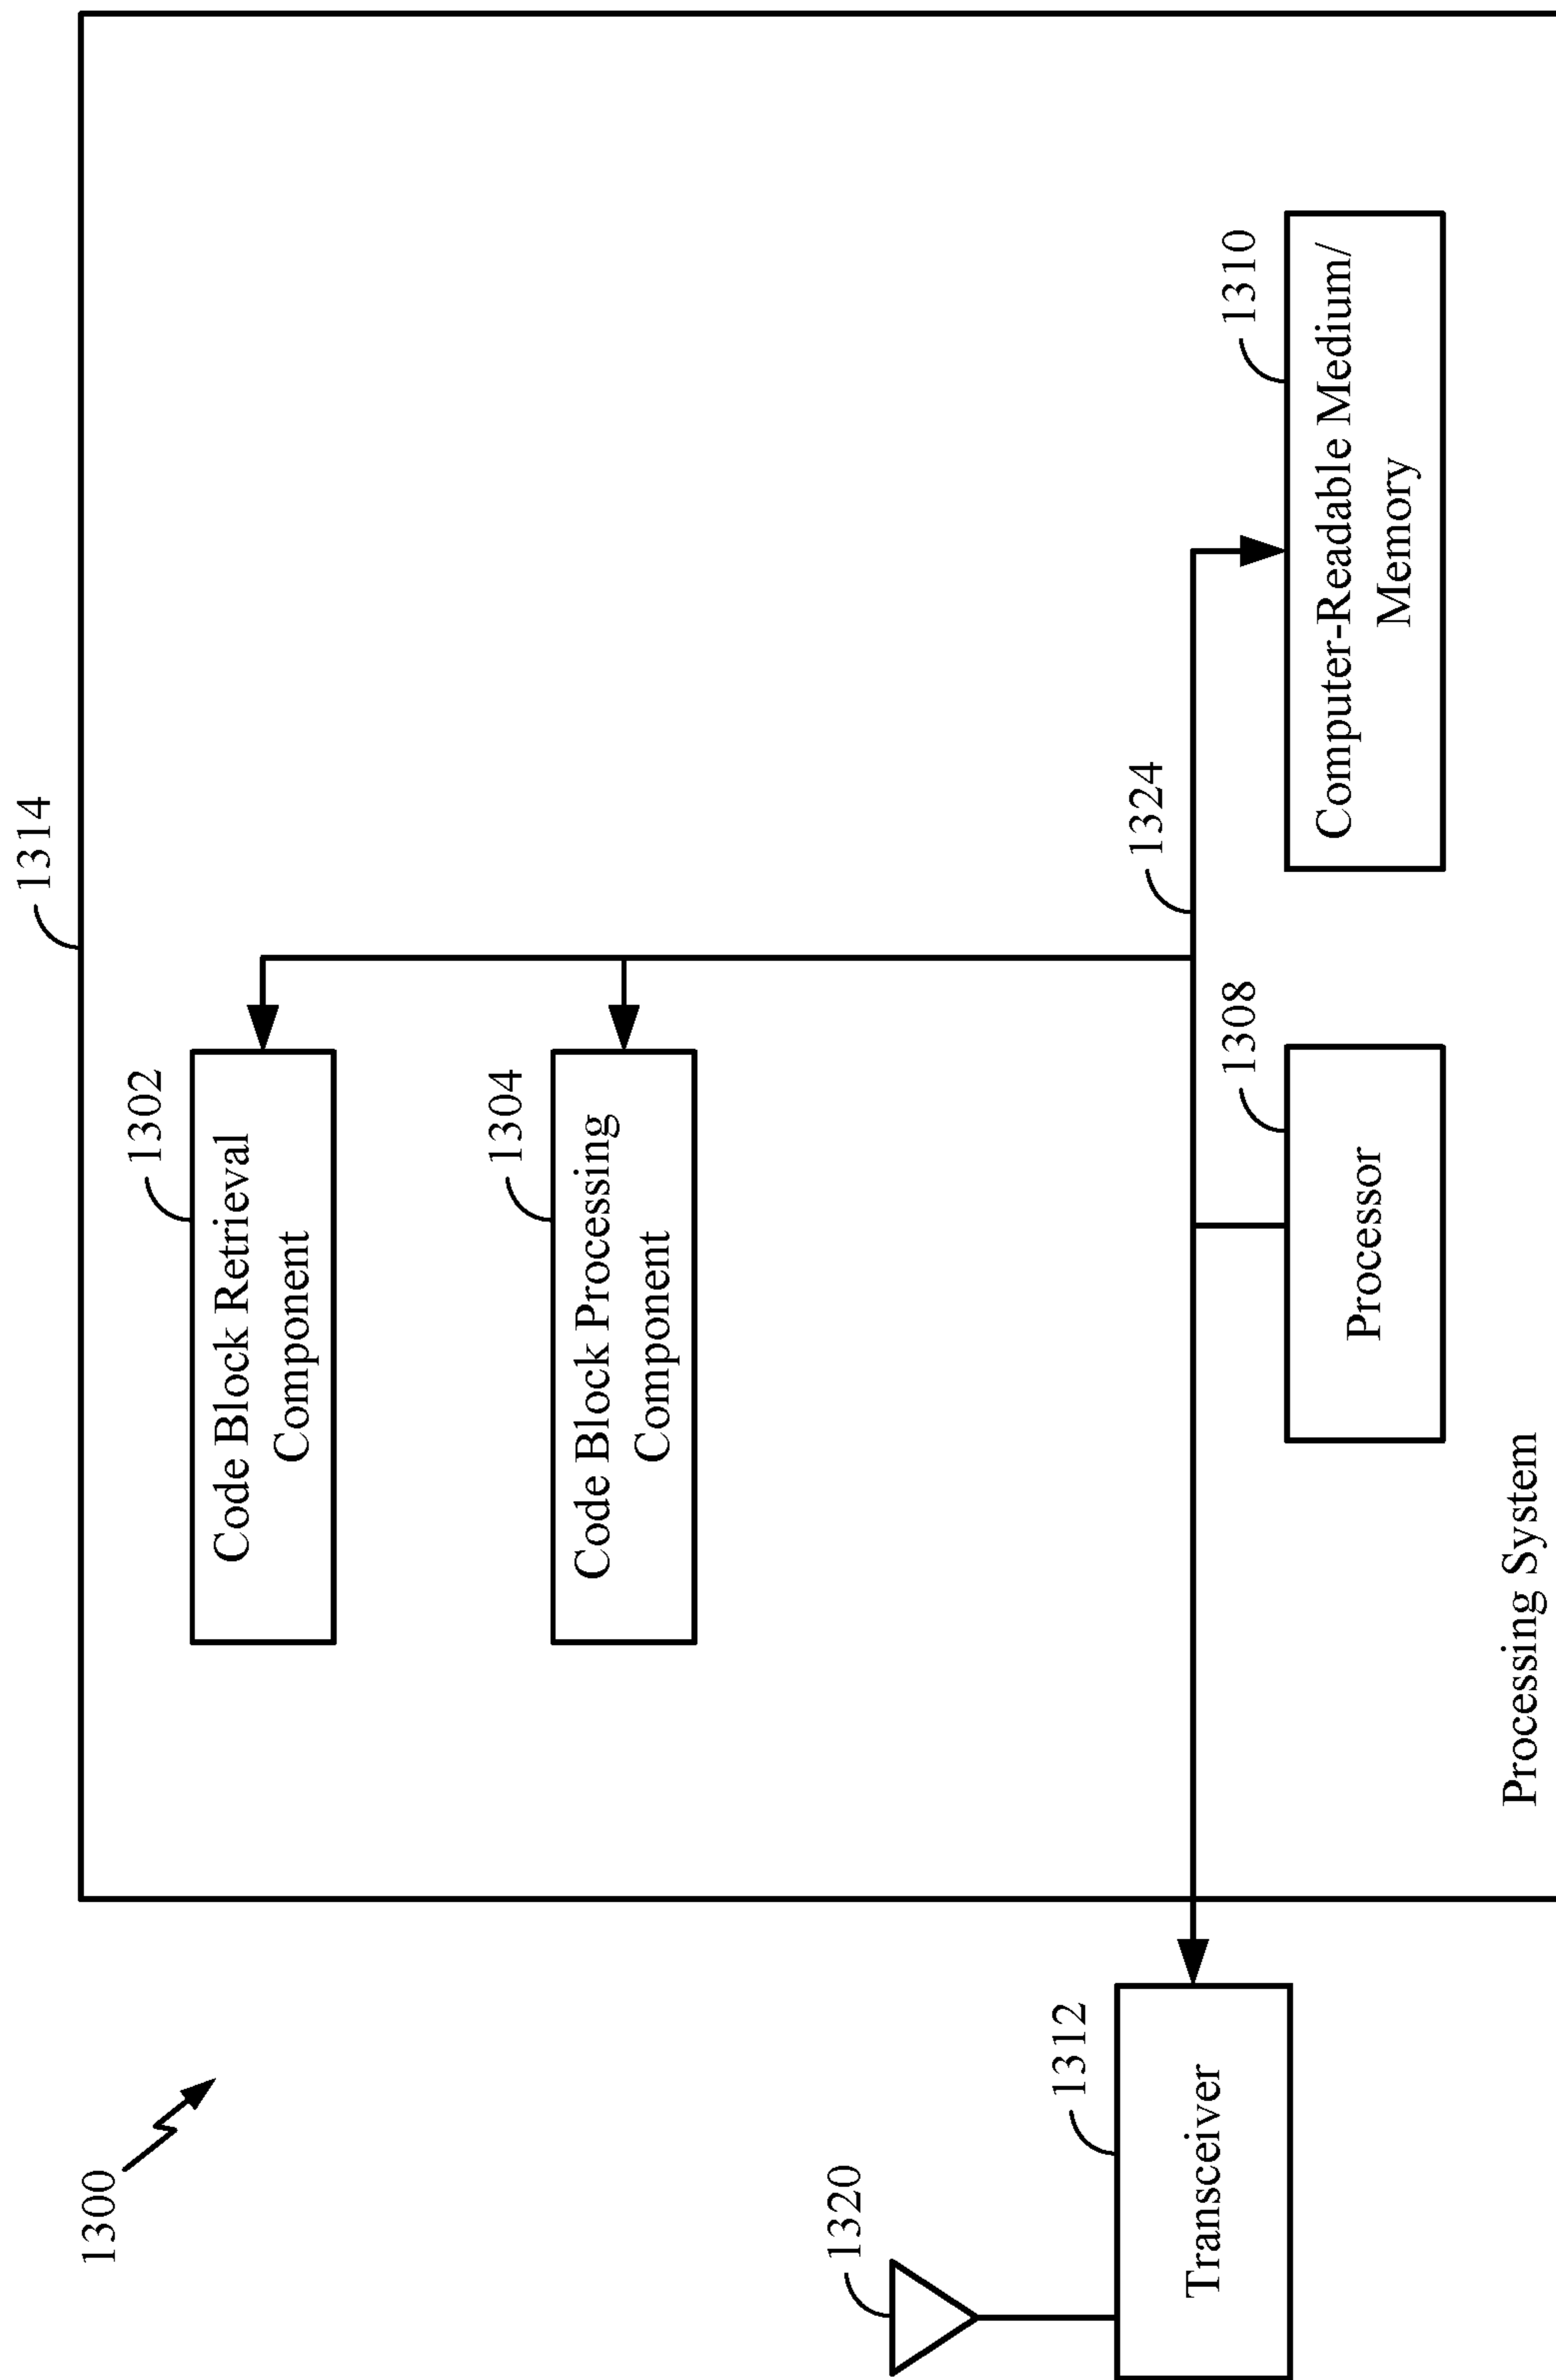 1300
1314
1302
Code Block Retrieval
Component
1304
Code Block Processing
Component
1320
1312
Transceiver
1324
1308
Processor
1310
Computer-Readable Medium/
Memory
Processing System